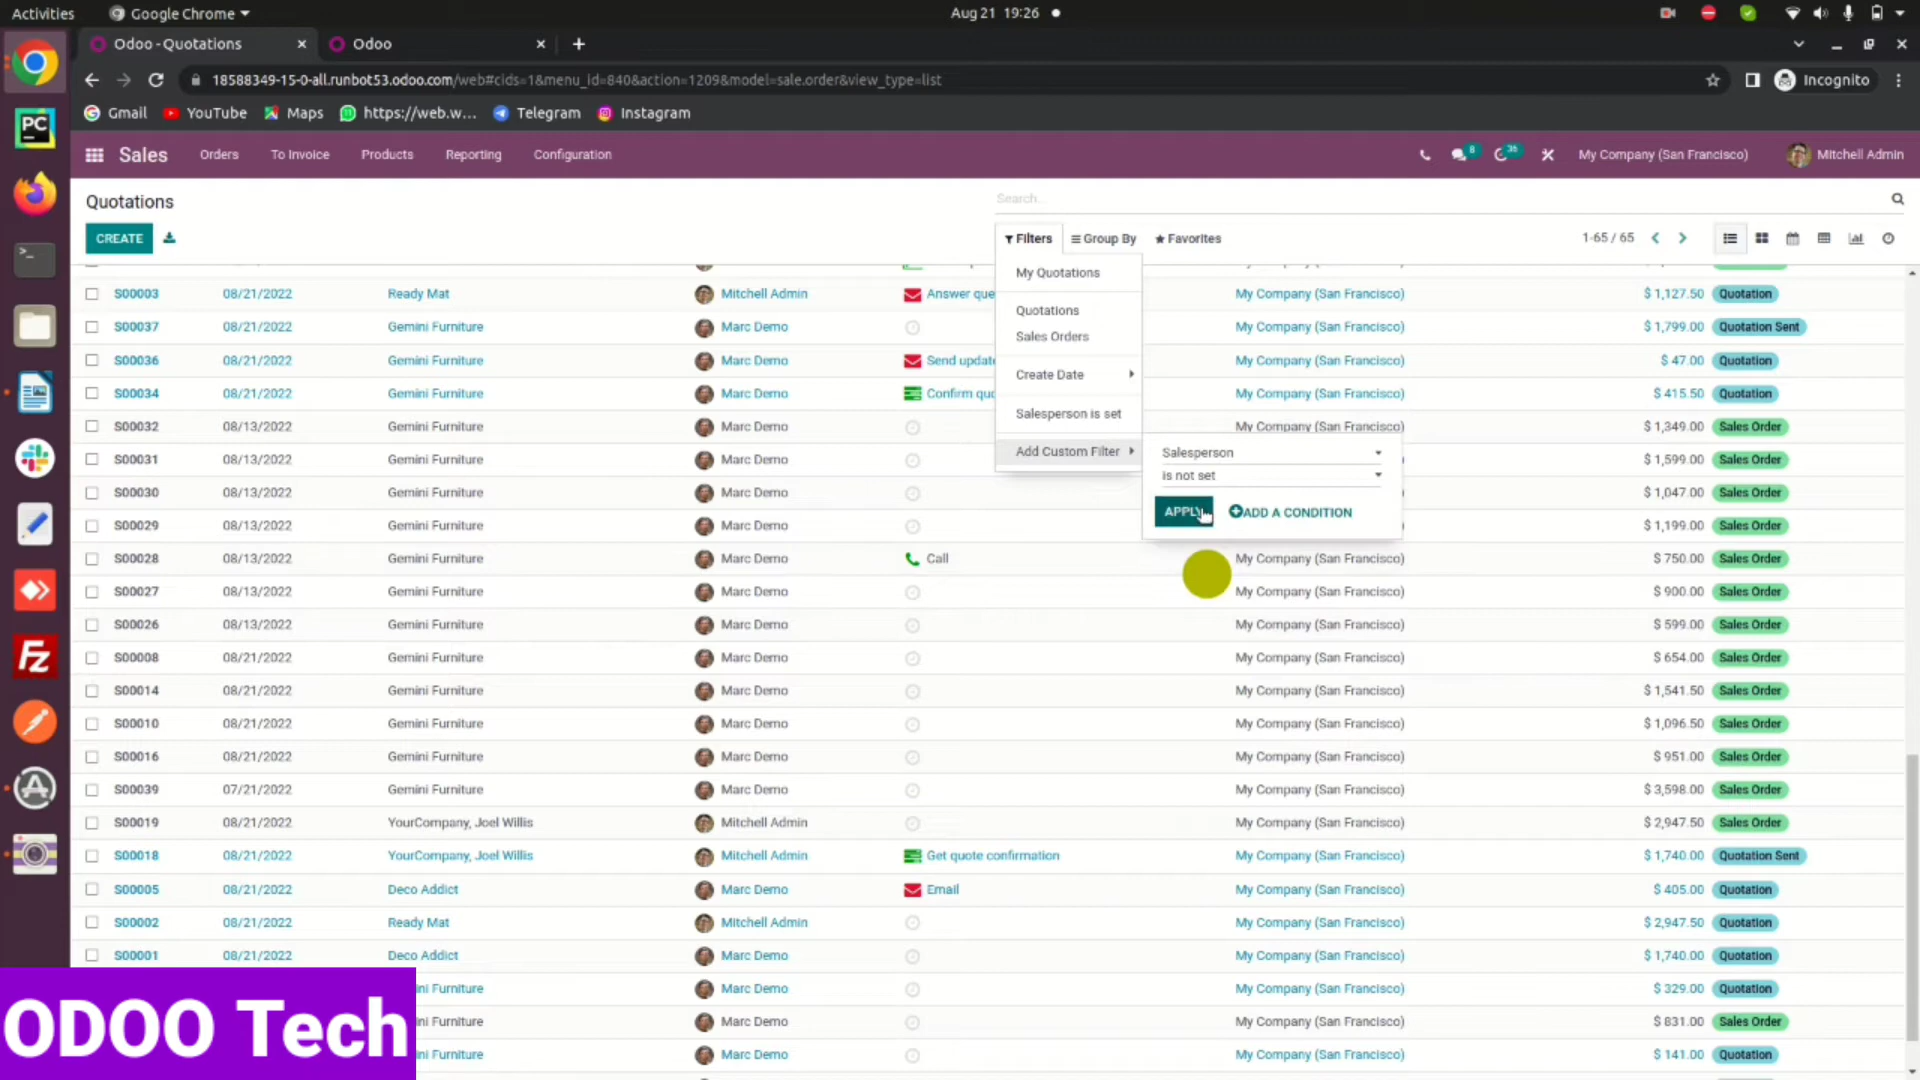 Activities Google Chrome Aug 21 19:26
Odoo - Quotations Odoo
18588349-15-0-all.runbot53.odoo.com/web#cids=1&menu_id=840&action=1209&model=sale.order&view_type=list Incognito
Gmail YouTube Maps https://web.w... Telegram Instagram
Sales Orders To Invoice Products Reporting Configuration 8 36 My Company (San Francisco) Mitchell Admin
Quotations Search...
CREATE Filters Group By Favorites 1-65 / 65
My Quotations
Quotations
Sales Orders
Create Date
Salesperson is set
Add Custom Filter
Salesperson
is not set
APPLY ADD A CONDITION
S00003 08/21/2022 Ready Mat Mitchell Admin Answer que My Company (San Francisco) $ 1,127.50 Quotation
S00037 08/21/2022 Gemini Furniture Marc Demo My Company (San Francisco) $ 1,799.00 Quotation Sent
S00036 08/21/2022 Gemini Furniture Marc Demo Send update My Company (San Francisco) $ 47.00 Quotation
S00034 08/21/2022 Gemini Furniture Marc Demo Confirm quo My Company (San Francisco) $ 415.50 Quotation
S00032 08/13/2022 Gemini Furniture Marc Demo My Company (San Francisco) $ 1,349.00 Sales Order
S00031 08/13/2022 Gemini Furniture Marc Demo $ 1,599.00 Sales Order
S00030 08/13/2022 Gemini Furniture Marc Demo $ 1,047.00 Sales Order
S00029 08/13/2022 Gemini Furniture Marc Demo $ 1,199.00 Sales Order
S00028 08/13/2022 Gemini Furniture Marc Demo Call My Company (San Francisco) $ 750.00 Sales Order
S00027 08/13/2022 Gemini Furniture Marc Demo My Company (San Francisco) $ 900.00 Sales Order
S00026 08/13/2022 Gemini Furniture Marc Demo My Company (San Francisco) $ 599.00 Sales Order
S00008 08/21/2022 Gemini Furniture Marc Demo My Company (San Francisco) $ 654.00 Sales Order
S00014 08/21/2022 Gemini Furniture Marc Demo My Company (San Francisco) $ 1,541.50 Sales Order
S00010 08/21/2022 Gemini Furniture Marc Demo My Company (San Francisco) $ 1,096.50 Sales Order
S00016 08/21/2022 Gemini Furniture Marc Demo My Company (San Francisco) $ 951.00 Sales Order
S00039 07/21/2022 Gemini Furniture Marc Demo My Company (San Francisco) $ 3,598.00 Sales Order
S00019 08/21/2022 YourCompany, Joel Willis Mitchell Admin My Company (San Francisco) $ 2,947.50 Sales Order
S00018 08/21/2022 YourCompany, Joel Willis Mitchell Admin Get quote confirmation My Company (San Francisco) $ 1,740.00 Quotation Sent
S00005 08/21/2022 Deco Addict Marc Demo Email My Company (San Francisco) $ 405.00 Quotation
S00002 08/21/2022 Ready Mat Mitchell Admin My Company (San Francisco) $ 2,947.50 Quotation
S00001 08/21/2022 Deco Addict Marc Demo My Company (San Francisco) $ 1,740.00 Quotation
ni Furniture Marc Demo My Company (San Francisco) $ 329.00 Quotation
ni Furniture Marc Demo My Company (San Francisco) $ 831.00 Sales Order
ni Furniture Marc Demo My Company (San Francisco) $ 141.00 Quotation
ODOO Tech
PC
FZ